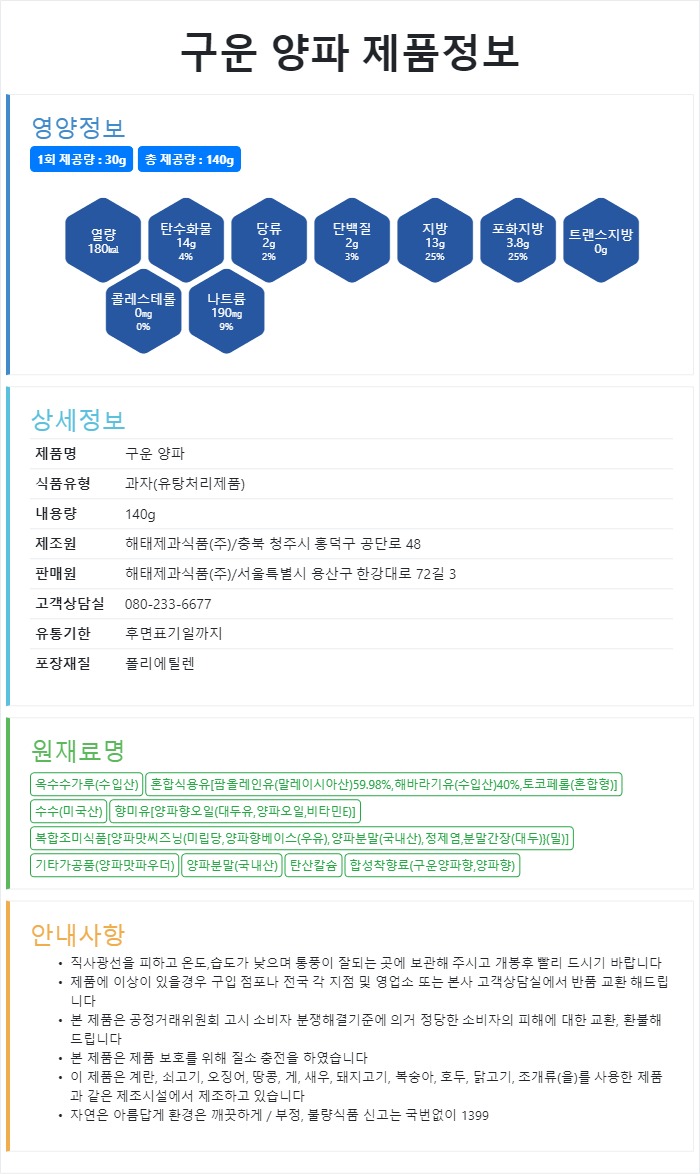 구운 양파 제품정보
영양정보
1회 제공량 : 30g 총 제공량 : 140g
열량
180㎉
탄수화물
14g
4%
당류
2g
2%
단백질
2g
3%
지방
13g
25%
포화지방
3.8g
25%
트랜스지방
0g
콜레스테롤
0㎎
0%
나트륨
190㎎
9%
상세정보
제품명 구운 양파
식품유형 과자(유탕처리제품)
내용량 140g
제조원 해태제과식품(주)/충북 청주시 흥덕구 공단로 48
판매원 해태제과식품(주)/서울특별시 용산구 한강대로 72길 3
고객상담실 080-233-6677
유통기한 후면표기일까지
포장재질 폴리에틸렌
원재료명
옥수수가루(수입산) 혼합식용유[팜올레인유(말레이시아산)59.98%,해바라기유(수입산)40%,토코페롤(혼합형)]
수수(미국산) 향미유[양파향오일(대두유,양파오일,비타민E)]
복합조미식품[양파맛씨즈닝(미립당,양파향베이스(우유),양파분말(국내산),정제염,분말간장(대두)}(밀)]
기타가공품(양파맛파우더) 양파분말(국내산) 탄산칼슘 합성착향료(구운양파향,양파향)
안내사항
• 직사광선을 피하고 온도,습도가 낮으며 통풍이 잘되는 곳에 보관해 주시고 개봉후 빨리 드시기 바랍니다
• 제품에 이상이 있을경우 구입 점포나 전국 각 지점 및 영업소 또는 본사 고객상담실에서 반품 교환 해드립
니다
• 본 제품은 공정거래위원회 고시 소비자 분쟁해결기준에 의거 정당한 소비자의 피해에 대한 교환, 환불해
드립니다
• 본 제품은 제품 보호를 위해 질소 충전을 하였습니다
• 이 제품은 계란, 쇠고기, 오징어, 땅콩, 게, 새우, 돼지고기, 복숭아, 호두, 닭고기, 조개류(을)를 사용한 제품
과 같은 제조시설에서 제조하고 있습니다
• 자연은 아름답게 환경은 깨끗하게 / 부정, 불량식품 신고는 국번없이 1399